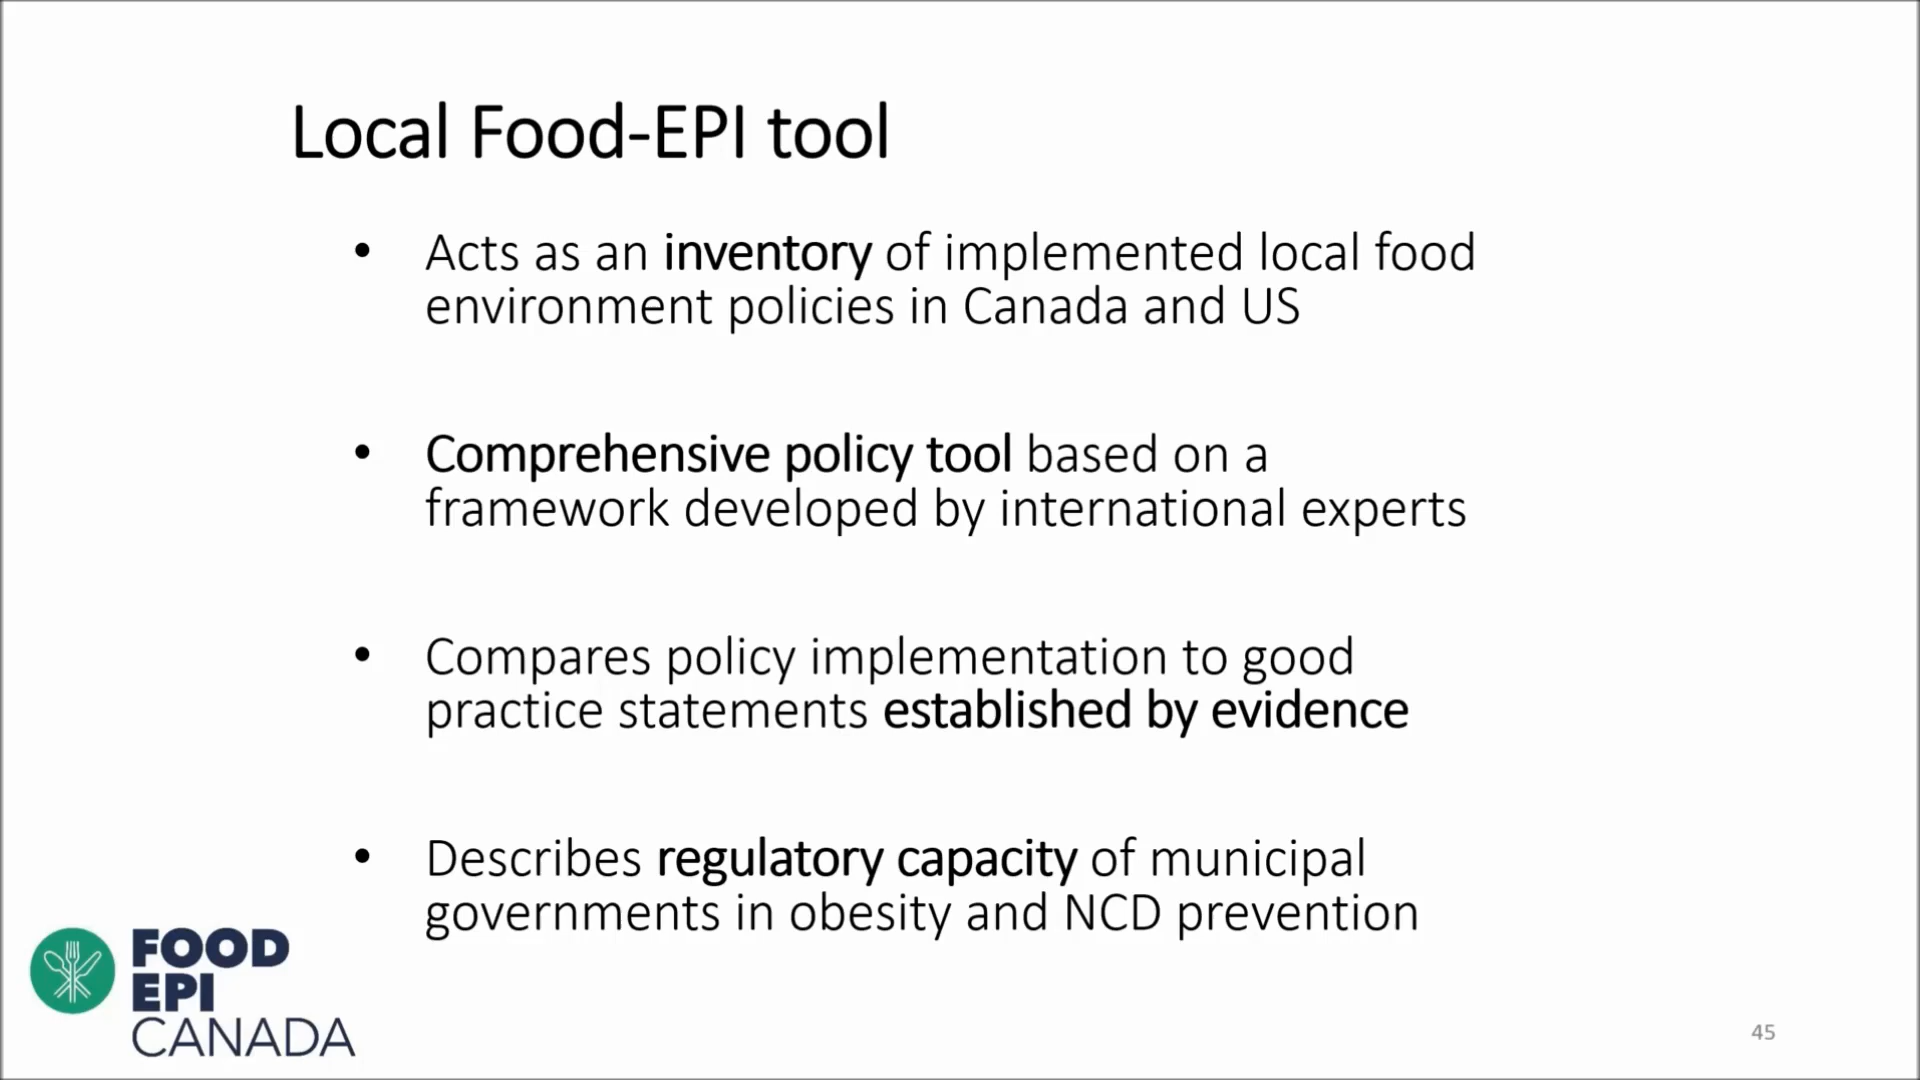 Local Food-EPI tool
• Acts as an inventory of implemented local food
environment policies in Canada and US
• Comprehensive policy tool based on a
framework developed by international experts
• Compares policy implementation to good
practice statements established by evidence
• Describes regulatory capacity of municipal
governments in obesity and NCD prevention
FOOD
EPI
CANADA
45